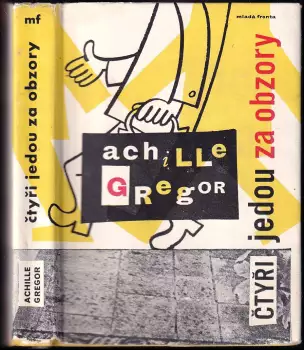 mf
čtyři jedou za obzory
ACHILLE
GREGOR
mladá fronta
achiLLe
GREGOR
ČTYŘI jedou za obzory